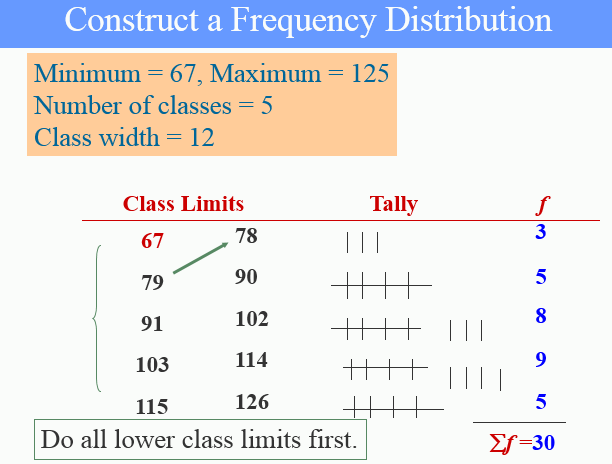 Construct a Frequency Distribution
Minimum = 67, Maximum = 125
Number of classes = 5
Class width = 12
Class Limits Tally f
67 78 3
79 90 5
91 102 8
103 114 9
115 126 5
Do all lower class limits first.
Σf =30